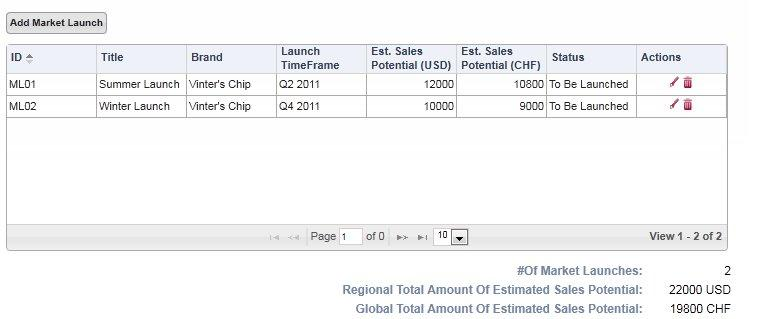 Add Market Launch
ID Title Brand Launch TimeFrame Est. Sales Potential (USD) Est. Sales Potential (CHF) Status Actions
ML01 Summer Launch Vinter's Chip Q2 2011 12000 10800 To Be Launched
ML02 Winter Launch Vinter's Chip Q4 2011 10000 9000 To Be Launched
Page 1 of 0 10 View 1 - 2 of 2
#Of Market Launches: 2
Regional Total Amount Of Estimated Sales Potential: 22000 USD
Global Total Amount Of Estimated Sales Potential: 19800 CHF